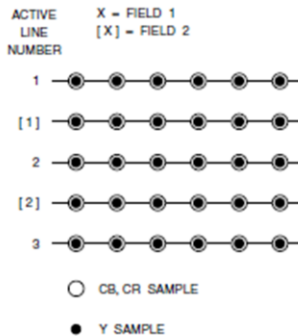 ACTIVE LINE NUMBER
X = FIELD 1
[ X ] = FIELD 2
1
[ 1 ]
2
[ 2 ]
3
CB, CR SAMPLE
Y SAMPLE